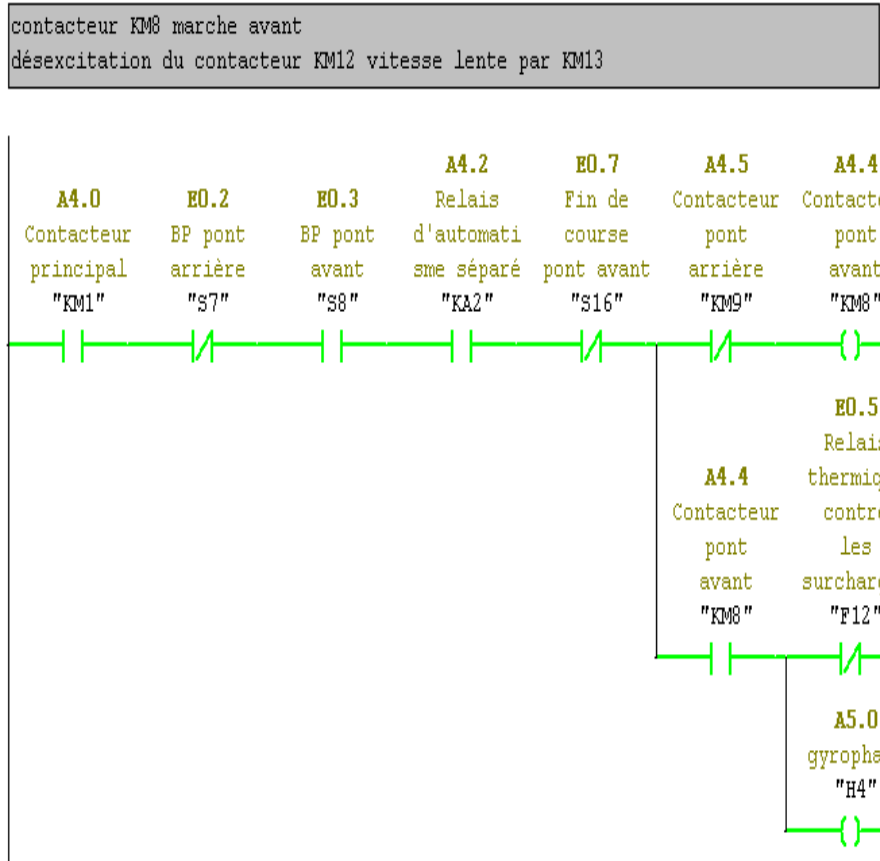 contacteur KM8 marche avant
désexcitation du contacteur KM12 vitesse lente par KM13
A4.0
Contacteur
principal
"KM1"
E0.2
BP pont
arrière
"S7"
E0.3
BP pont
avant
"S8"
A4.2
Relais
d'automati
sme séparé
"KA2"
E0.7
Fin de
course
pont avant
"S16"
A4.5
Contacteur
pont
arrière
"KM9"
A4.4
pont
avant
"KM8"
A4.4
Contacteur
pont
avant
"KM8"
E0.5
les
"F12"
A5.0
"H4"